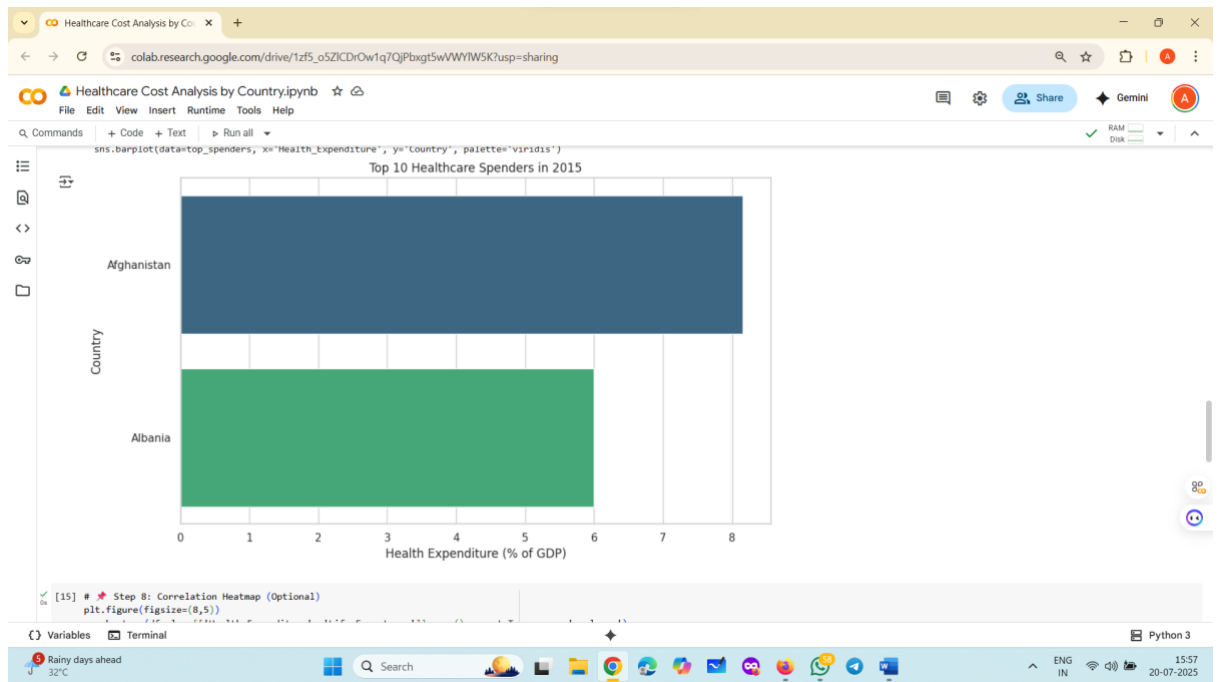 Healthcare Cost Analysis by Co
colab.research.google.com/drive/1zf5_o5ZlCDrOw1q7QjPbxgt5wVWYlW5K?usp=sharing
A
Healthcare Cost Analysis by Country.ipynb
Share
Gemini
A
File Edit View Insert Runtime Tools Help
Commands + Code + Text Run all
RAM
Disk
sns.barplot(data=top_spenders, x='Health_Expenditure', y='Country', palette='viridis')
Top 10 Healthcare Spenders in 2015
Afghanistan
Country
Albania
0 1 2 3 4 5 6 7 8
Health Expenditure (% of GDP)
[15] # 📌 Step 8: Correlation Heatmap (Optional)
0s
plt.figure(figsize=(8,5))
{} Variables Terminal
Python 3
5
Rainy days ahead
32°C
Search
ENG
IN
15:57
20-07-2025